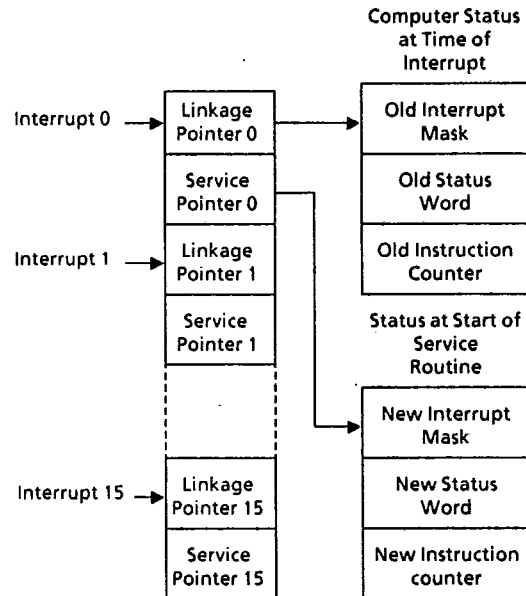 Computer Status
at Time of
Interrupt
Interrupt 0
Linkage
Pointer 0
Old Interrupt
Mask
Service
Pointer 0
Old Status
Word
Interrupt 1
Linkage
Pointer 1
Old Instruction
Counter
Service
Pointer 1
Status at Start of
Service
Routine
New Interrupt
Mask
Interrupt 15
Linkage
Pointer 15
New Status
Word
Service
Pointer 15
New Instruction
counter